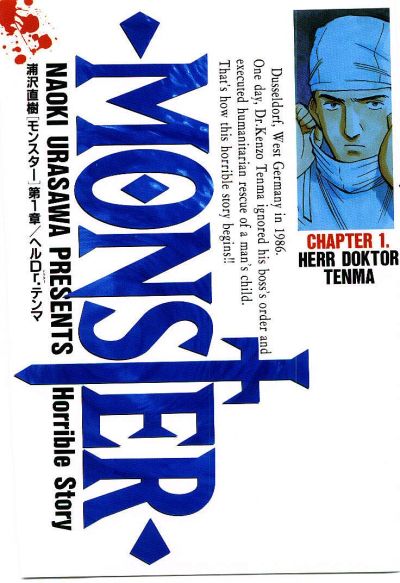 CHAPTER 1.
HERR DOKTOR
TENMA
Dusseldorf, West Germany in 1986.
One day, Dr.Kenzo Tenma ignored his boss's order and
executed humanitarian rescue of a man's child.
That's how this horrible story begins!!
MONSTER
NAOKI URASAWA PRESENTS Horrible Story
浦沢直樹[モンスター]第1章/ヘルDr.テンマ